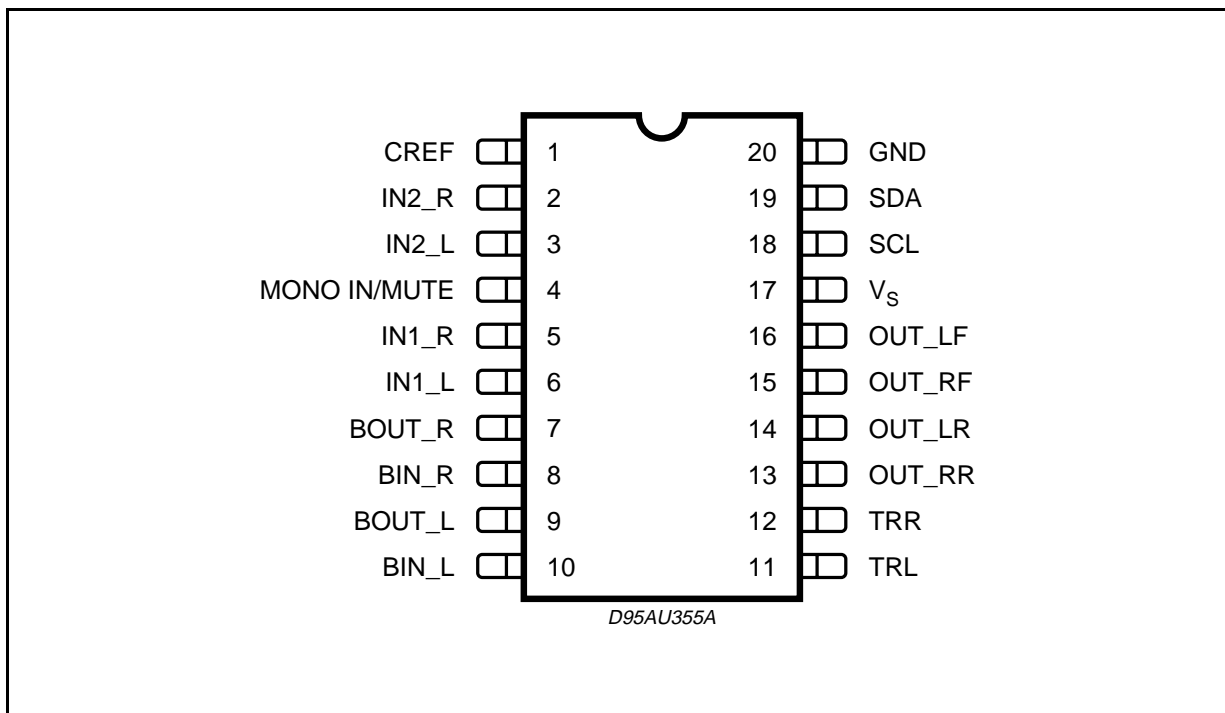 CREF 1 20 GND
IN2_R 2 19 SDA
IN2_L 3 18 SCL
MONO IN/MUTE 4 17 VS
IN1_R 5 16 OUT_LF
IN1_L 6 15 OUT_RF
BOUT_R 7 14 OUT_LR
BIN_R 8 13 OUT_RR
BOUT_L 9 12 TRR
BIN_L 10 11 TRL
D95AU355A